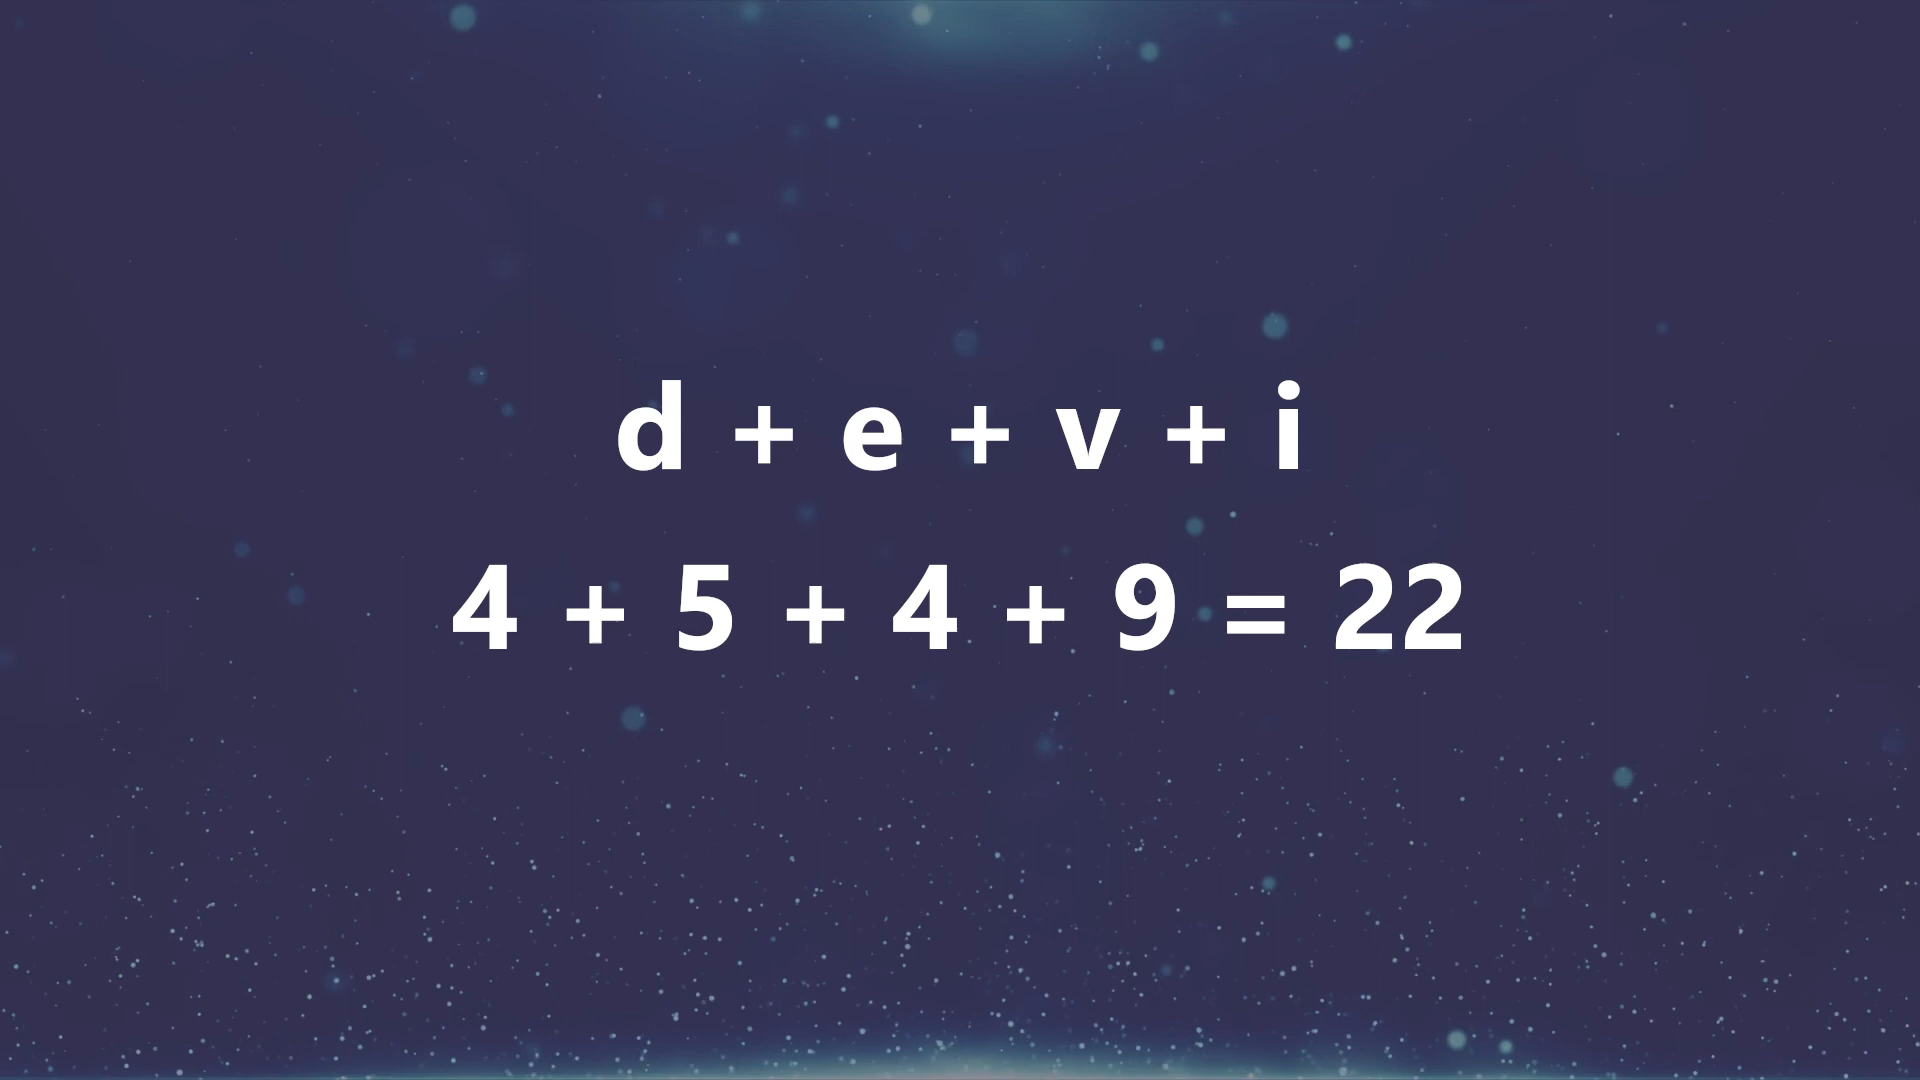 d + e + v + i
4 + 5 + 4 + 9 = 22